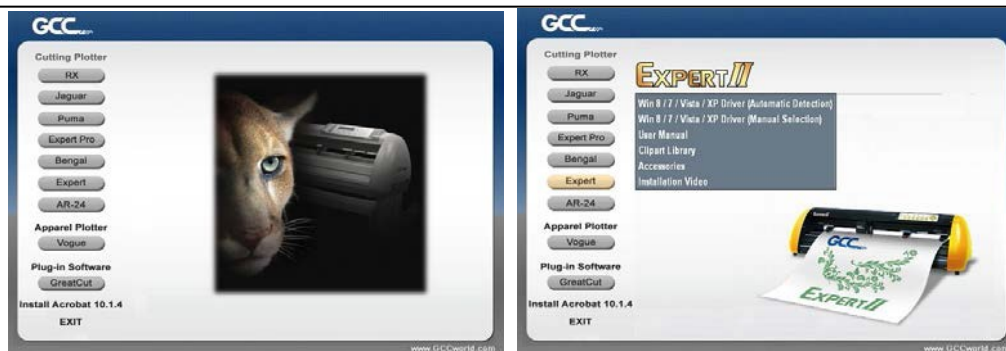 GCC
Cutting Plotter
RX
Jaguar
Puma
Expert Pro
Bengal
Expert
AR-24
Apparel Plotter
Vogue
Plug-in Software
GreatCut
Install Acrobat 10.1.4
EXIT
www.GCCworld.com
GCC
Cutting Plotter
RX
Jaguar
Puma
Expert Pro
Bengal
Expert
AR-24
Apparel Plotter
Vogue
Plug-in Software
GreatCut
Install Acrobat 10.1.4
EXIT
EXPERT II
Win 8 / 7 / Vista / XP Driver (Automatic Detection)
Win 8 / 7 / Vista / XP Driver (Manual Selection)
User Manual
Clipart Library
Accessories
Installation Video
GCC
EXPERT II
www.GCCworld.com